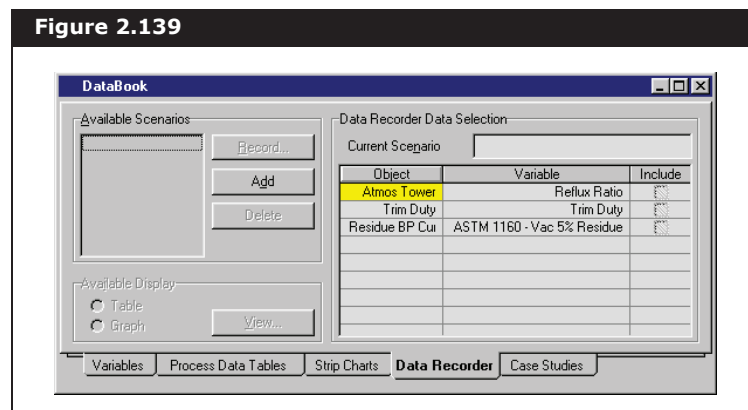 Figure 2.139
DataBook
Available Scenarios
Record...
Add
Delete
Available Display
Table
Graph
View...
Data Recorder Data Selection
Current Scenario
Object Variable Include
Atmos Tower Reflux Ratio
Trim Duty Trim Duty
Residue BP Cui ASTM 1160 - Vac 5% Residue
Variables Process Data Tables Strip Charts Data Recorder Case Studies